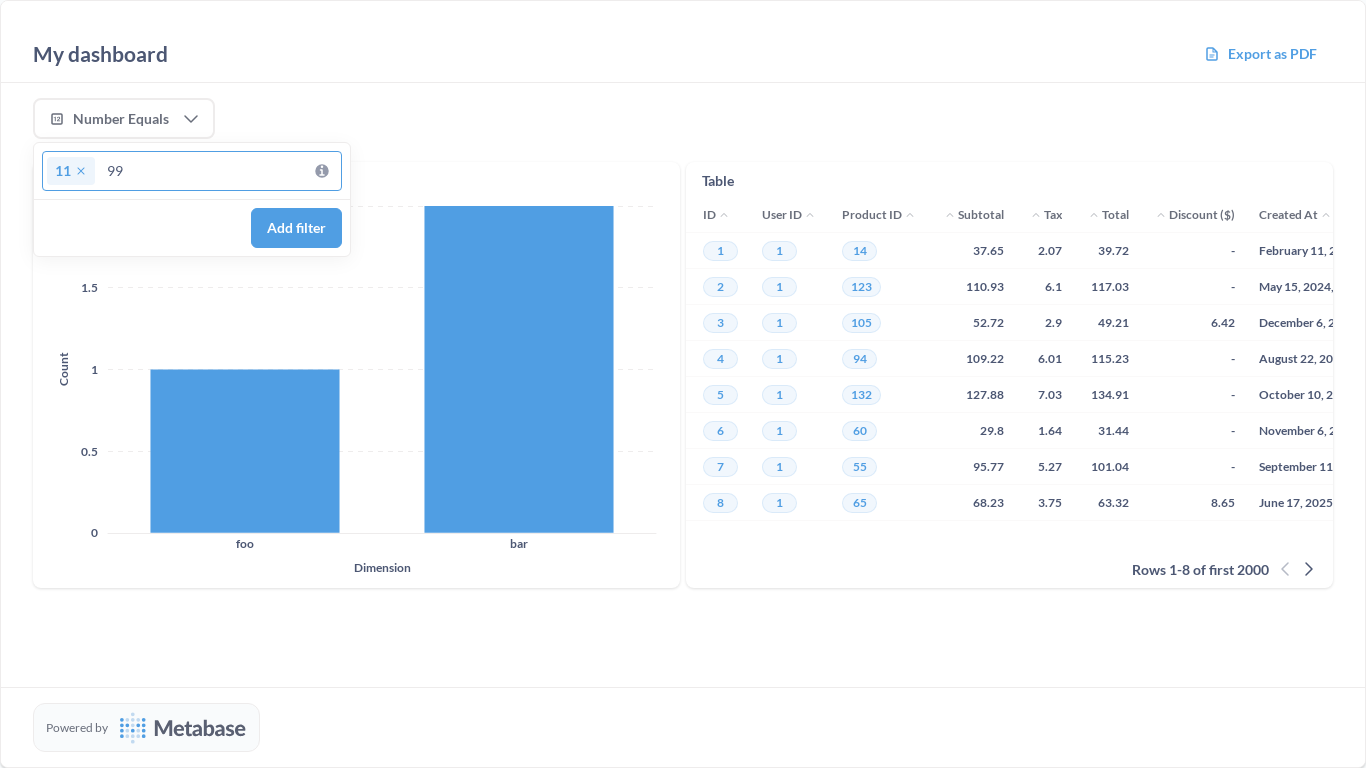 My dashboard
Export as PDF
Number Equals
11 99
Add filter
1.5
1
0.5
0
Count
foo bar
Dimension
Table
ID User ID Product ID Subtotal Tax Total Discount ($) Created At
1 1 14 37.65 2.07 39.72 - February 11, 2
2 1 123 110.93 6.1 117.03 - May 15, 2024,
3 1 105 52.72 2.9 49.21 6.42 December 6, 2
4 1 94 109.22 6.01 115.23 - August 22, 20
5 1 132 127.88 7.03 134.91 - October 10, 2
6 1 60 29.8 1.64 31.44 - November 6, 2
7 1 55 95.77 5.27 101.04 - September 11
8 1 65 68.23 3.75 63.32 8.65 June 17, 2025
Rows 1-8 of first 2000
Powered by Metabase